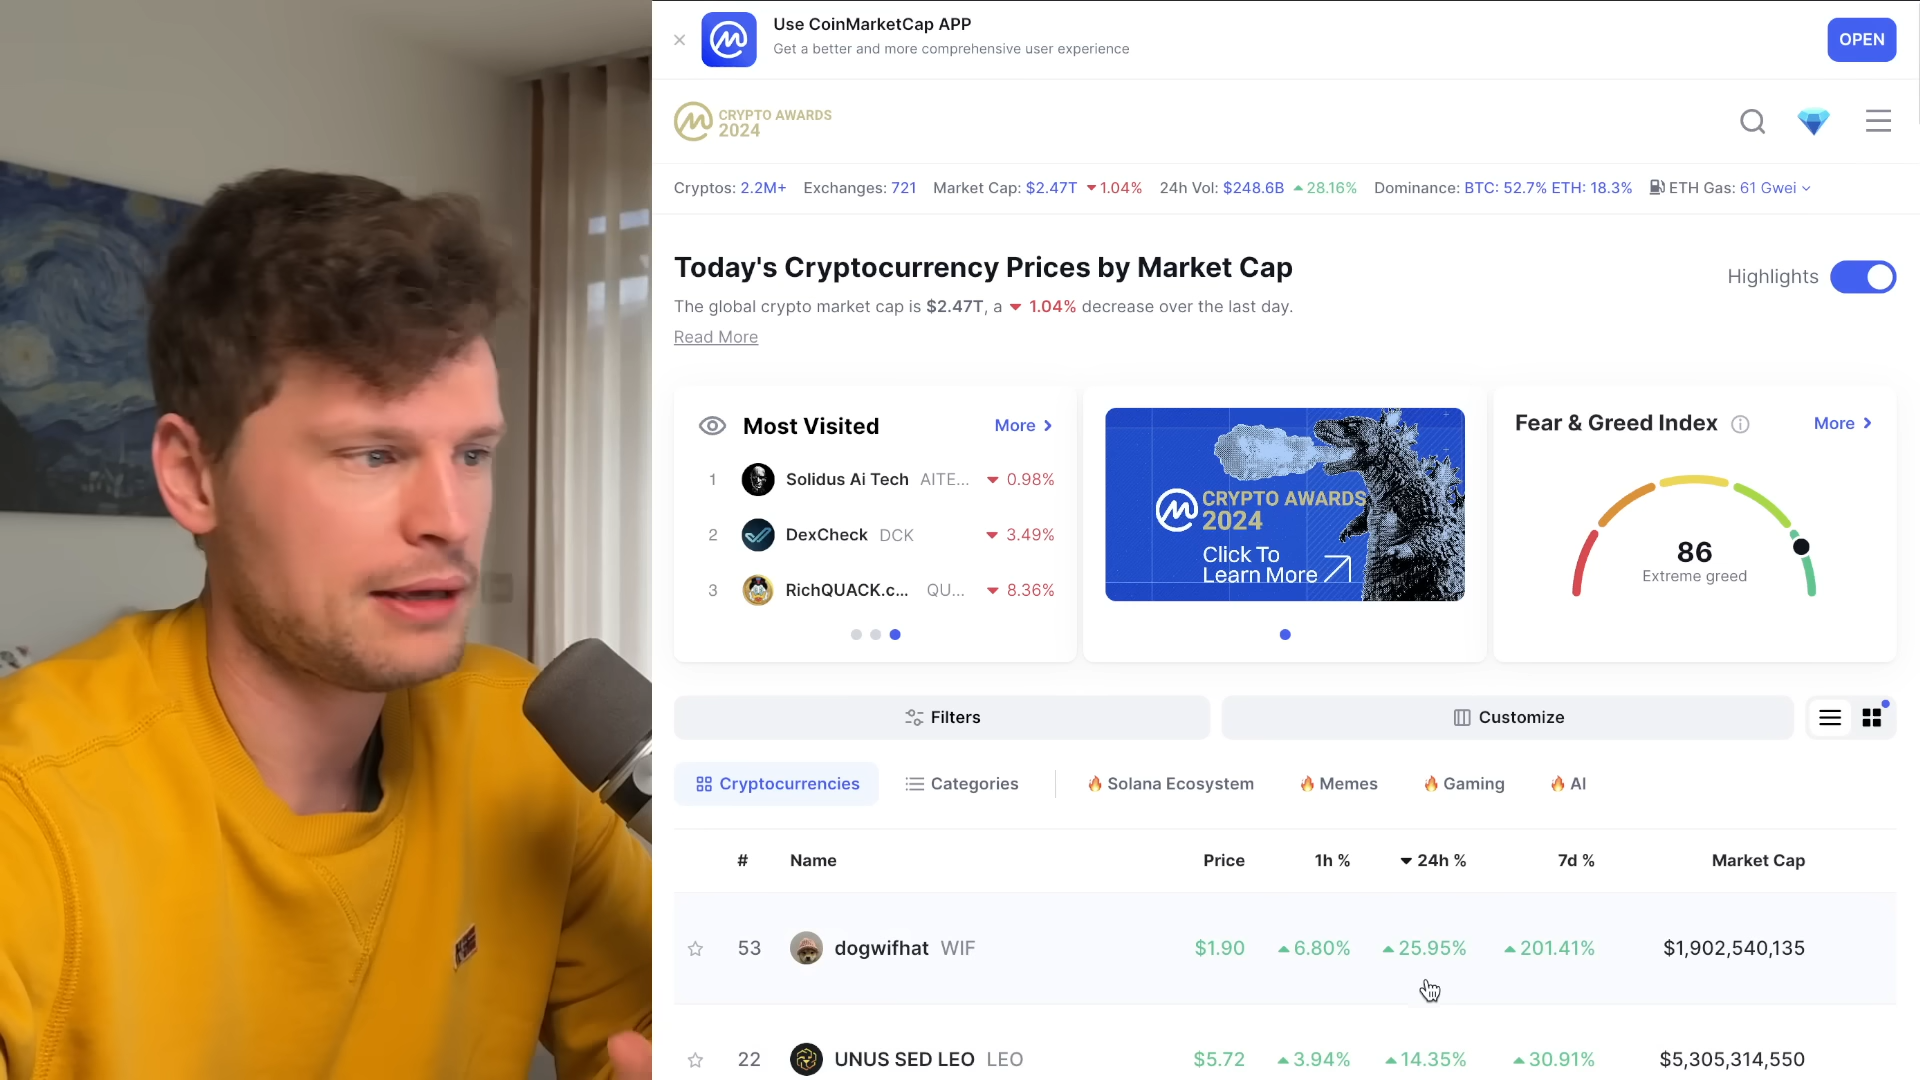 Use CoinMarketCap APP
Get a better and more comprehensive user experience
OPEN
CRYPTO AWARDS
2024
Cryptos: 2.2M+ Exchanges: 721 Market Cap: $2.47T 1.04% 24h Vol: $248.6B 28.16% Dominance: BTC: 52.7% ETH: 18.3% ETH Gas: 61 Gwei
Today's Cryptocurrency Prices by Market Cap
Highlights
The global crypto market cap is $2.47T, a 1.04% decrease over the last day.
Read More
Most Visited More
1 Solidus Ai Tech AITE... 0.98%
2 DexCheck DCK 3.49%
3 RichQUACK.c... QU... 8.36%
CRYPTO AWARDS
2024
Click To
Learn More
Fear & Greed Index More
86
Extreme greed
Filters
Customize
Cryptocurrencies Categories Solana Ecosystem Memes Gaming AI
# Name Price 1h % 24h % 7d % Market Cap
53 dogwifhat WIF $1.90 6.80% 25.95% 201.41% $1,902,540,135
22 UNUS SED LEO LEO $5.72 3.94% 14.35% 30.91% $5,305,314,550